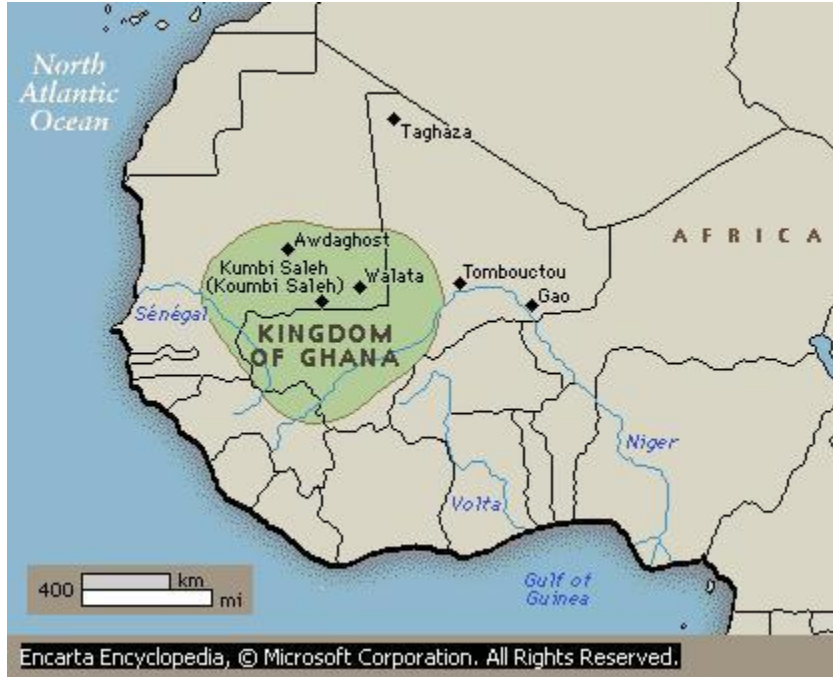 North
Atlantic
Ocean
Taghaza
AFRICA
Awdaghost
Kumbi Saleh
(Koumbi Saleh)
Walata
Tombouctou
Gao
Sénégal
KINGDOM
OF GHANA
Niger
Volta
Gulf of
Guinea
400
km
mi
Encarta Encyclopedia, © Microsoft Corporation. All Rights Reserved.